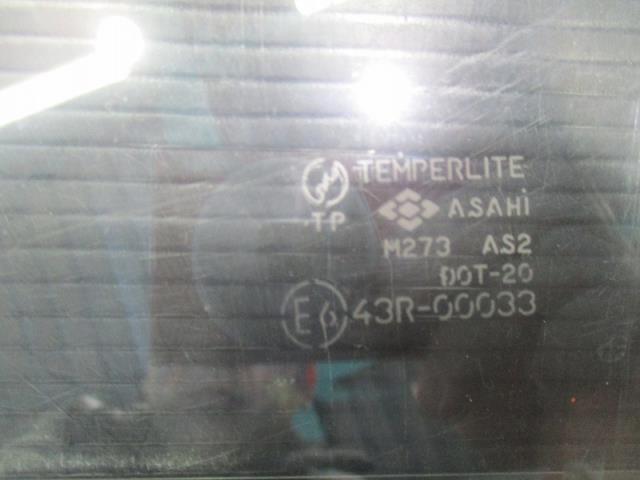 TEMPERLITE
TP
ASAHI
M273 AS2
DOT-20
E6 43R-00033